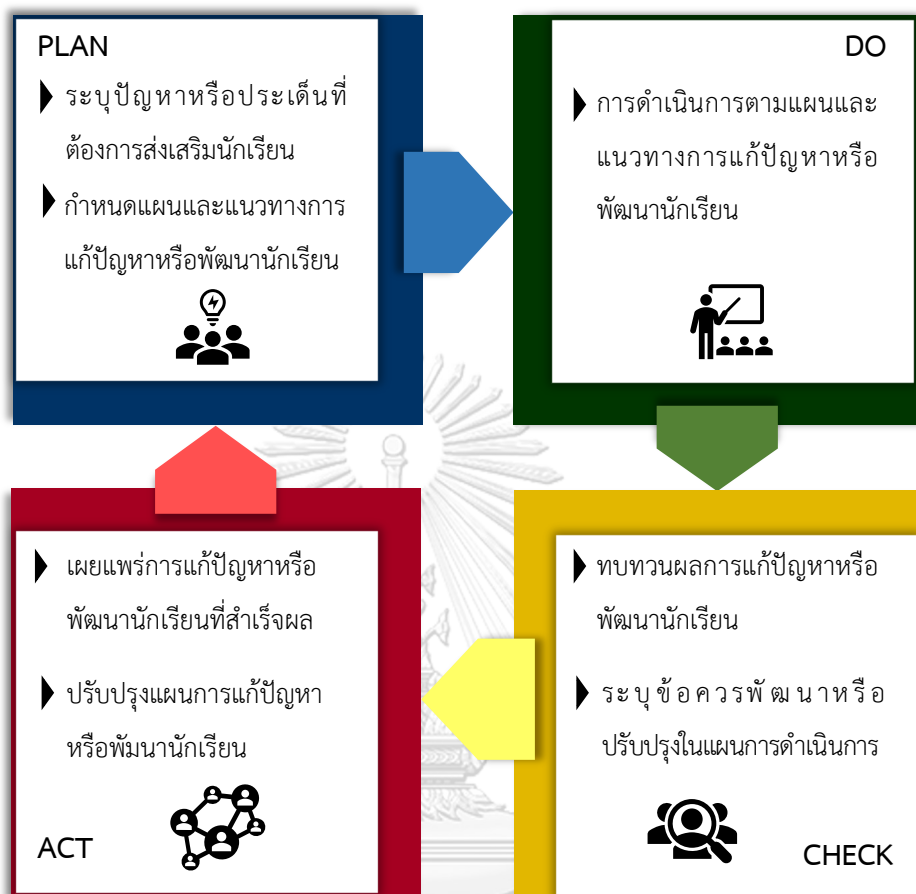 PLAN
ระบุปัญหาหรือประเด็นที่
ต้องการส่งเสริมนักเรียน
กำหนดแผนและแนวทางการ
แก้ปัญหาหรือพัฒนานักเรียน
DO
การดำเนินการตามแผนและ
แนวทางการแก้ปัญหาหรือ
พัฒนานักเรียน
เผยแพร่การแก้ปัญหาหรือ
พัฒนานักเรียนที่สำเร็จผล
ปรับปรุงแผนการแก้ปัญหา
หรือพัมนานักเรียน
ACT
ทบทวนผลการแก้ปัญหาหรือ
พัฒนานักเรียน
ระบุข้อควรพัฒนาหรือ
ปรับปรุงในแผนการดำเนินการ
CHECK